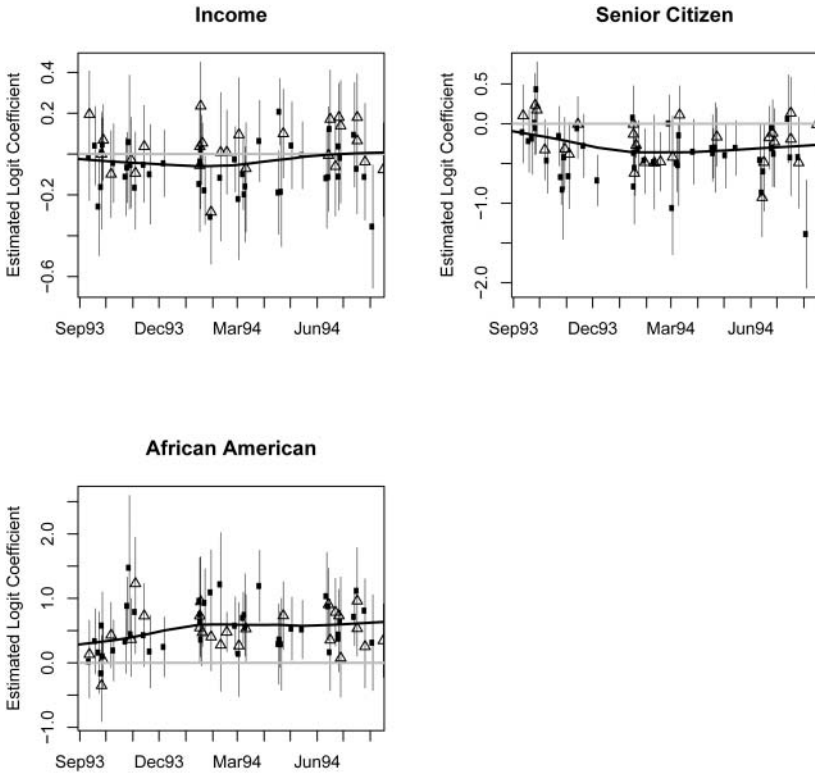 Income
Estimated Logit Coefficient
0.4
0.2
−0.2
−0.6
Sep93 Dec93 Mar94 Jun94
Senior Citizen
Estimated Logit Coefficient
0.5
0.0
−1.0
−2.0
Sep93 Dec93 Mar94 Jun94
African American
Estimated Logit Coefficient
2.0
1.0
0.0
−1.0
Sep93 Dec93 Mar94 Jun94